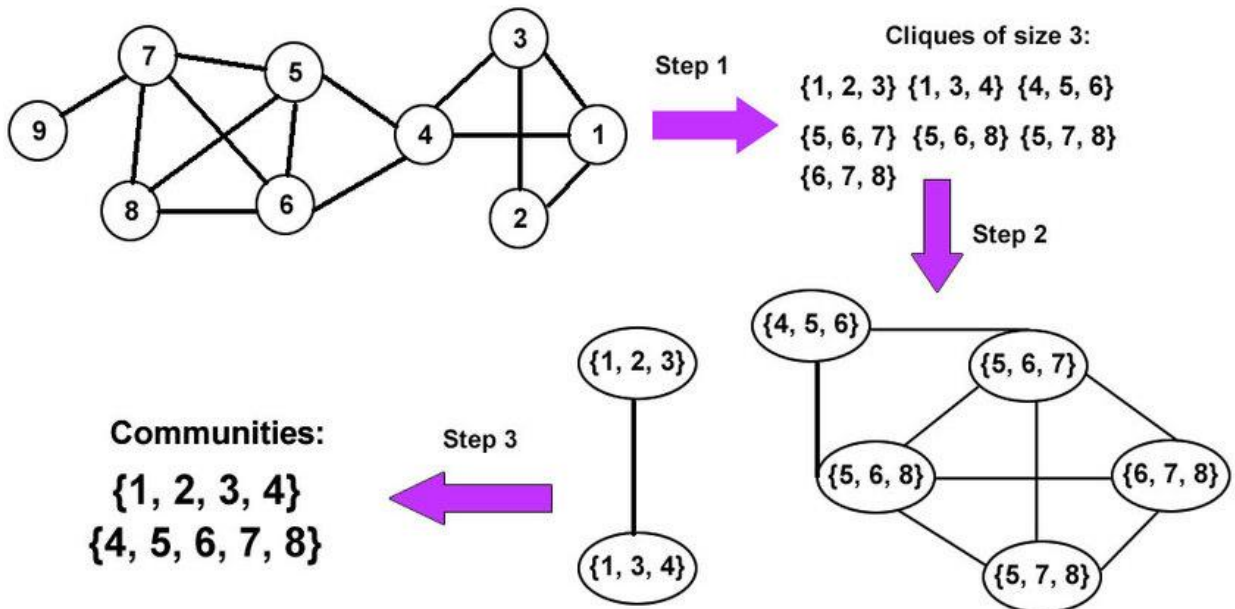 3
7
5
9
4
1
8
6
2
Step 1
Cliques of size 3:
{1, 2, 3} {1, 3, 4} {4, 5, 6}
{5, 6, 7} {5, 6, 8} {5, 7, 8}
{6, 7, 8}
Step 2
{4, 5, 6}
{5, 6, 7}
{5, 6, 8}
{6, 7, 8}
{5, 7, 8}
{1, 2, 3}
{1, 3, 4}
Step 3
Communities:
{1, 2, 3, 4}
{4, 5, 6, 7, 8}